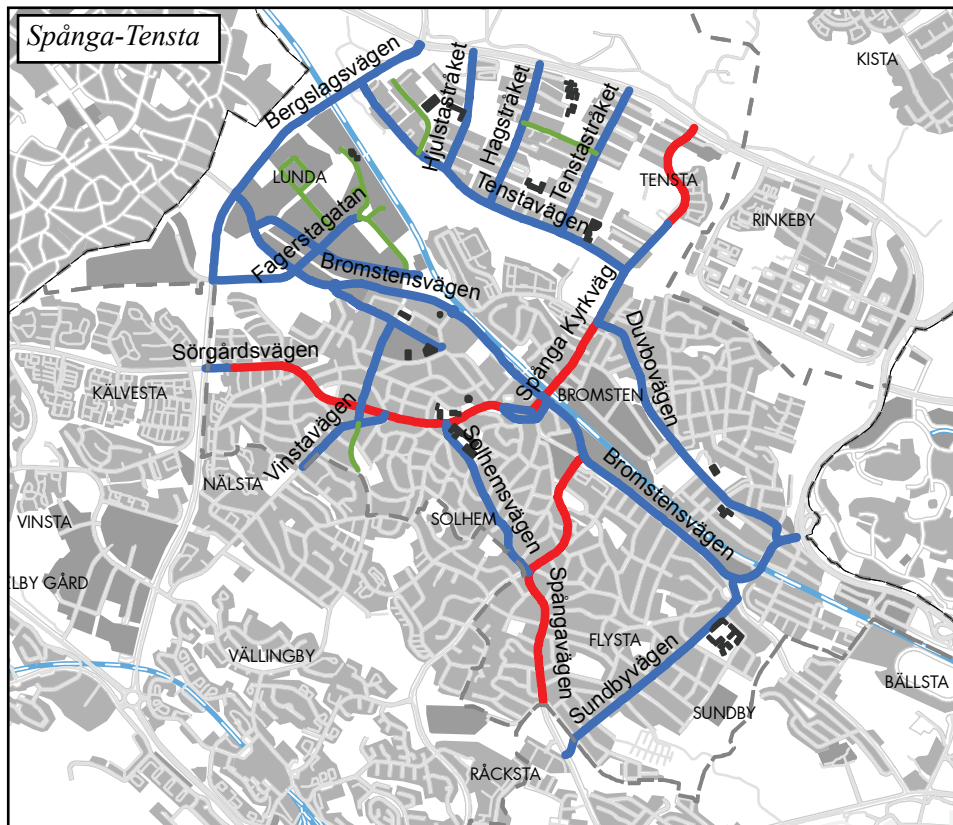 Spånga-Tensta
KISTA
Bergslagsvägen
Hjulstastråket
Hagstråket
Tenstastråket
TENSTA
LUNDA
Tenstavägen
RINKEBY
Fagerstagatan
Bromstensvägen
Spånga Kyrkväg
Duvbovägen
Sörgårdsvägen
KÄLVESTA
BROMSTEN
Vinstavägen
Solhemsvägen
Bromstensvägen
NÄLSTA
VINSTA
SOLHEM
ELBY GÅRD
Spångavägen
FLYSTA
VÄLLINGBY
Sundbyvägen
BÄLLSTA
SUNDBY
RÅCKSTA